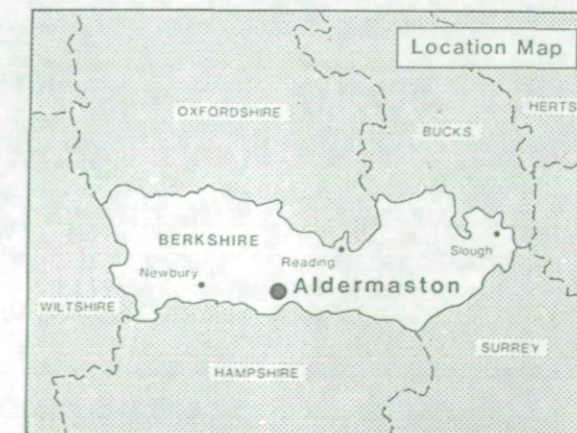 Location Map
OXFORDSHIRE
HERTS
BUCKS.
BERKSHIRE
Reading
Slough
Newbury
Aldermaston
WILTSHIRE
SURREY
HAMPSHIRE